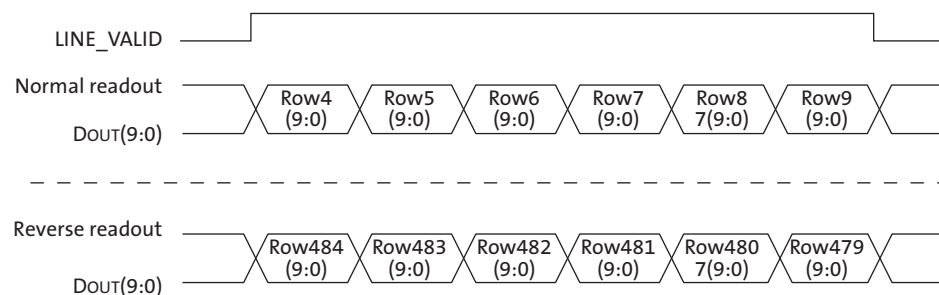 LINE_VALID
Normal readout
Row4 Row5 Row6 Row7 Row8 Row9
(9:0) (9:0) (9:0) (9:0) 7(9:0) (9:0)
DOUT(9:0)
Reverse readout
Row484 Row483 Row482 Row481 Row480 Row479
(9:0) (9:0) (9:0) (9:0) 7(9:0) (9:0)
DOUT(9:0)